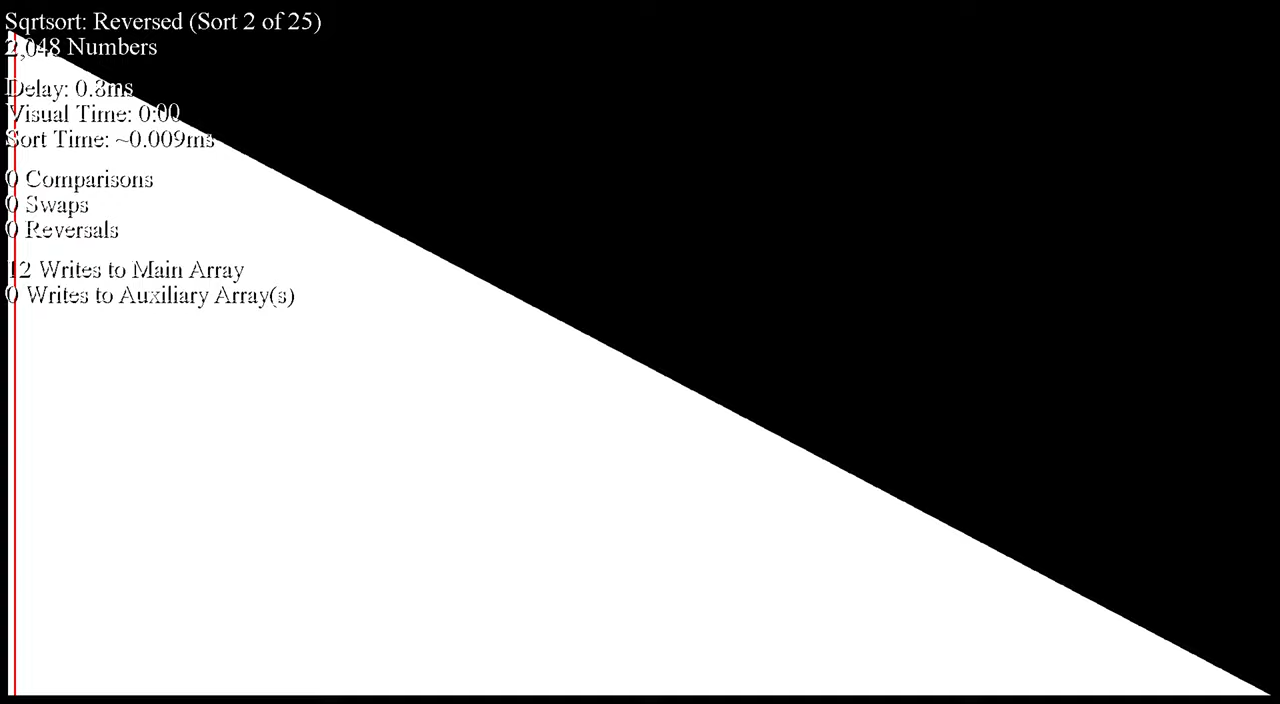 Sqrtsort: Reversed (Sort 2 of 25)
2,048 Numbers
Delay: 0.8ms
Visual Time: 0:00
Sort Time: ~0.009ms
0 Comparisons
0 Swaps
0 Reversals
12 Writes to Main Array
0 Writes to Auxiliary Array(s)